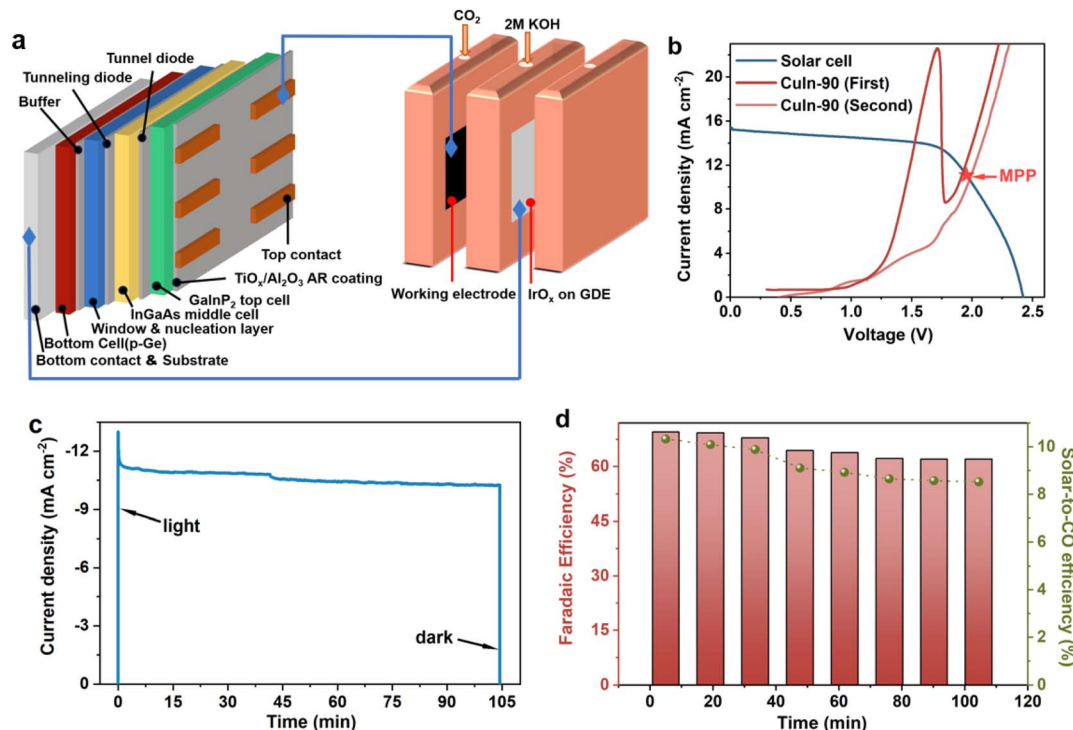 a
Tunnel diode
Tunneling diode
Buffer
Top contact
TiOₓ/Al₂O₃ AR coating
GaInP₂ top cell
InGaAs middle cell
Window & nucleation layer
Bottom Cell(p-Ge)
Bottom contact & Substrate
CO₂
2M KOH
Working electrode
IrOₓ on GDE
b
Solar cell
CuIn-90 (First)
CuIn-90 (Second)
MPP
Current density (mA cm⁻²)
24
20
16
12
8
4
0
0.0 0.5 1.0 1.5 2.0 2.5
Voltage (V)
c
Current density (mA cm⁻²)
-12
-9
-6
-3
0
light
dark
0 15 30 45 60 75 90 105
Time (min)
d
Faradaic Efficiency (%)
60
45
30
15
0
10
8
6
4
2
0
Solar-to-CO efficiency (%)
0 20 40 60 80 100 120
Time (min)